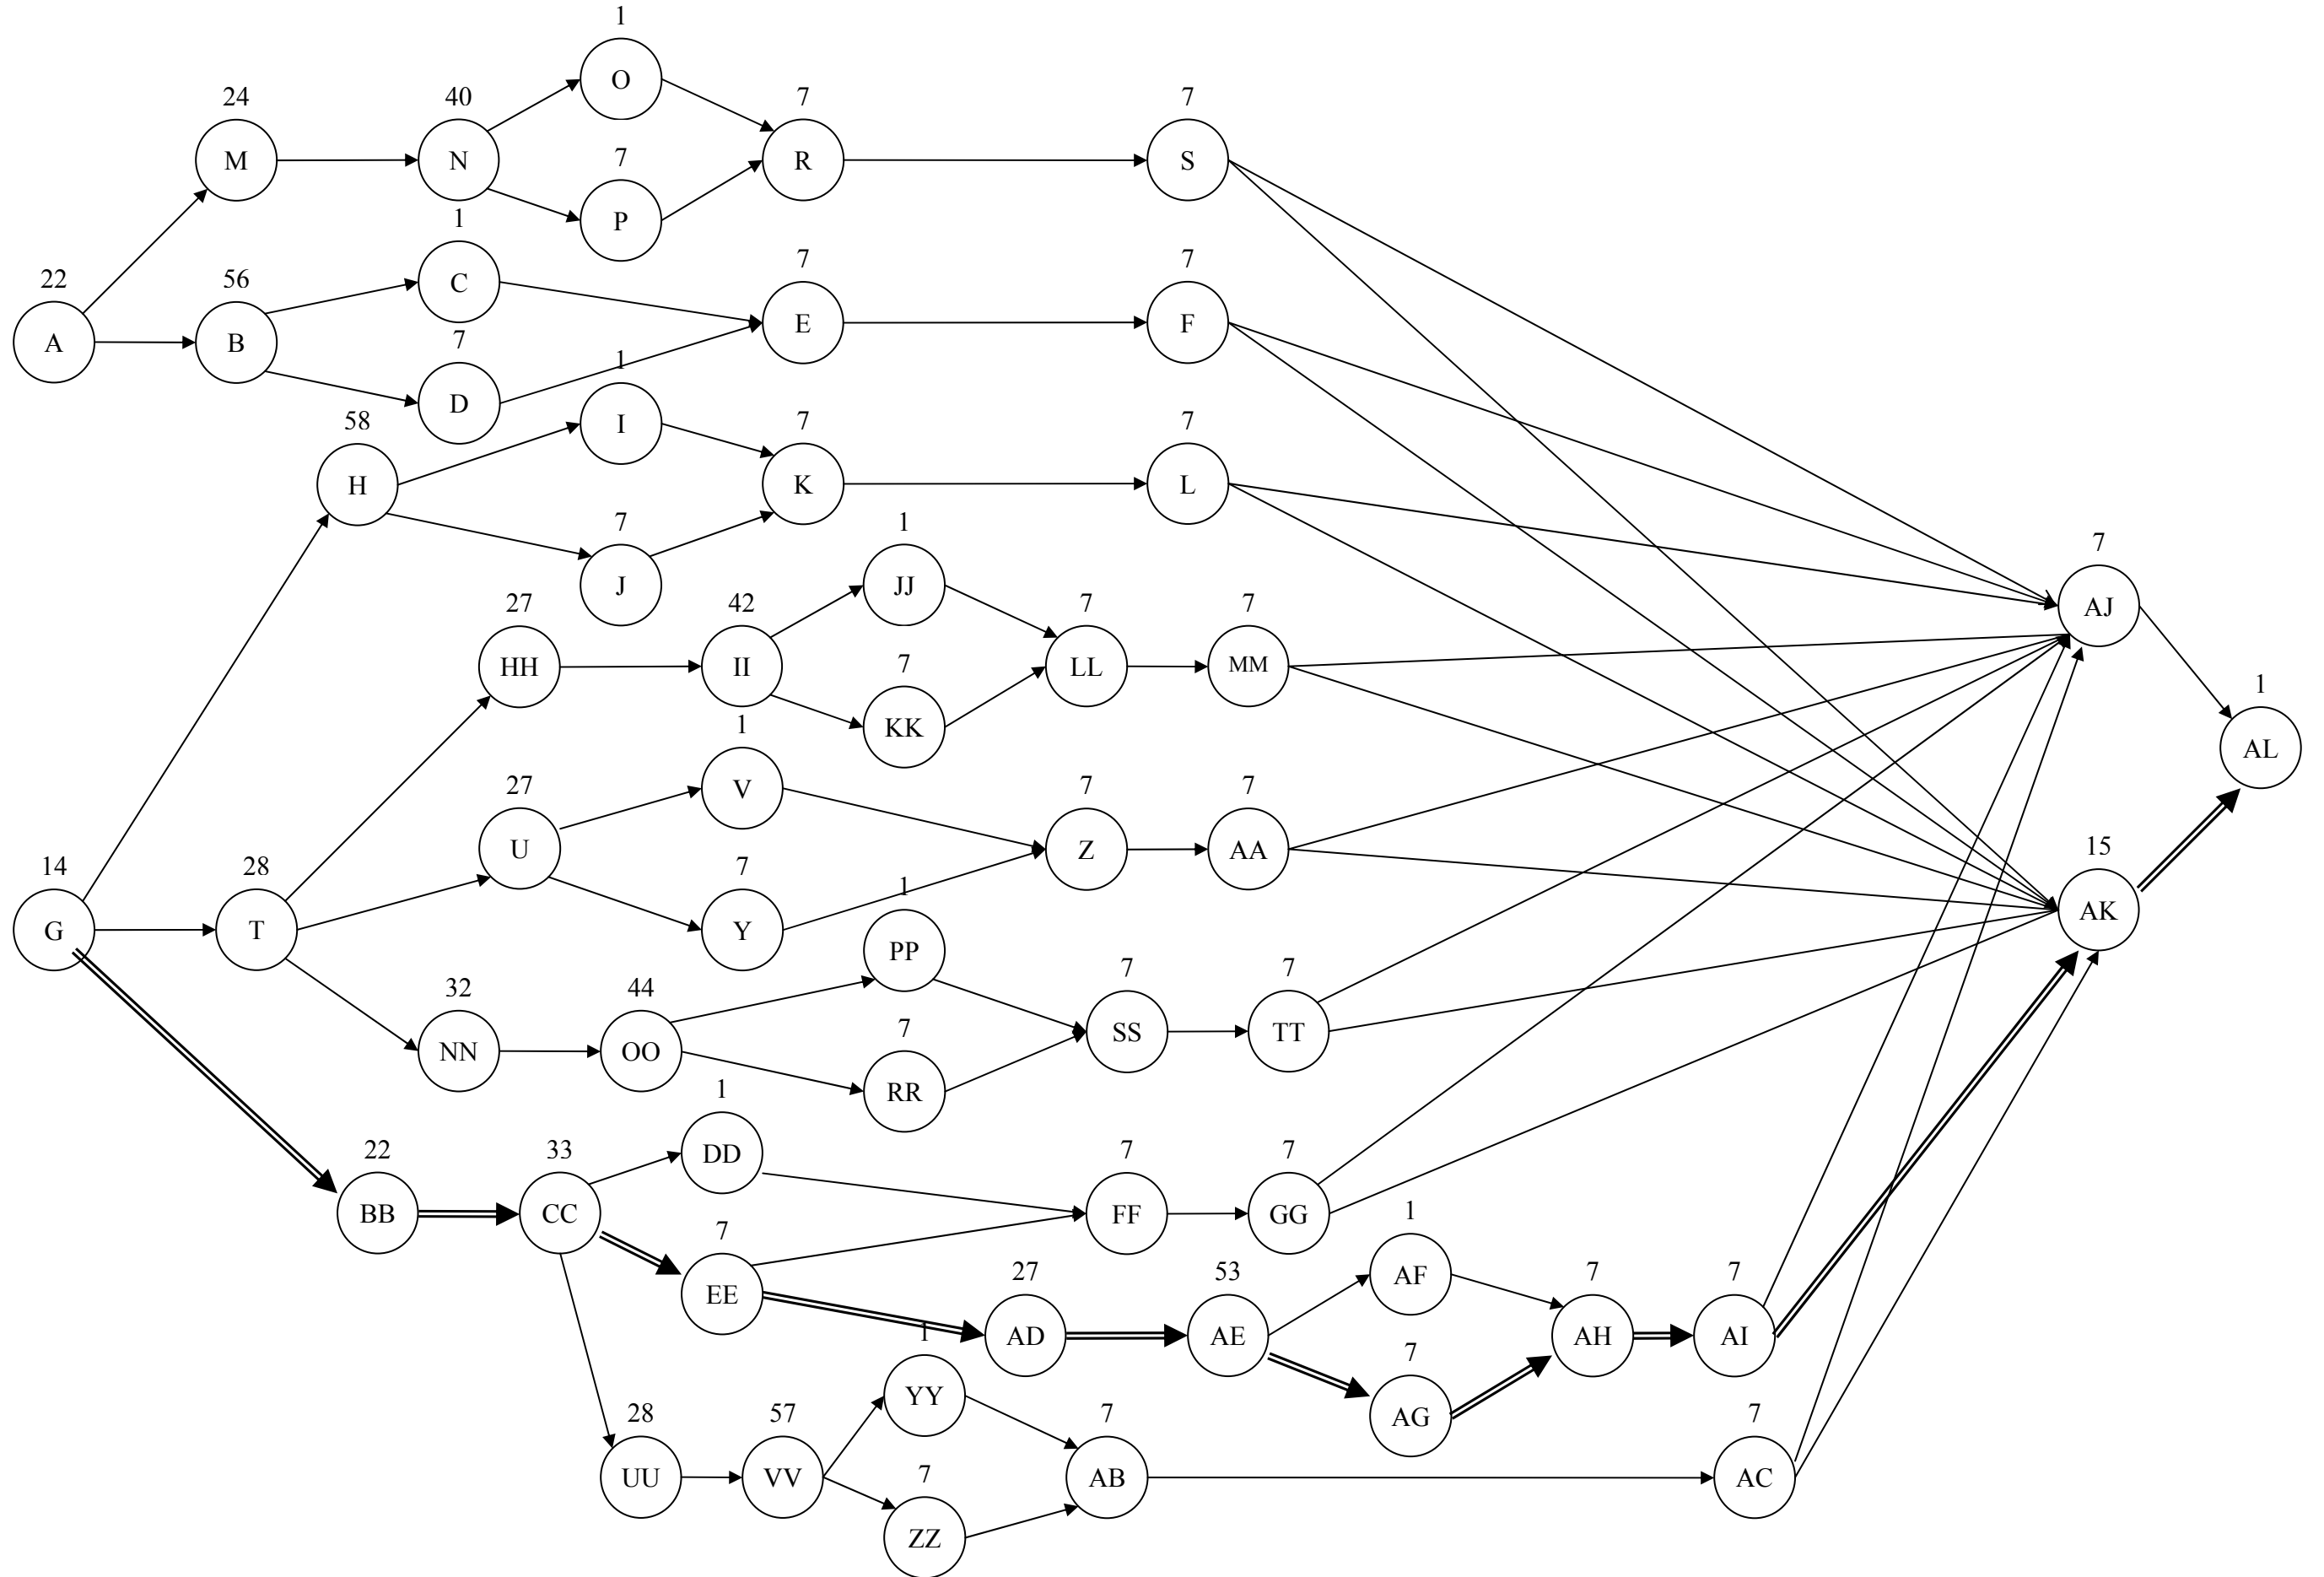 1
O
24
40
7
7
M
N
R
S
7
P
1
22
56
C
7
7
A
B
E
F
7
D
1
58
I
7
7
H
K
L
7
J
1
JJ
7
AJ
27
42
7
7
HH
II
LL
MM
7
KK
1
V
1
AL
27
7
7
U
Z
AA
7
Y
1
14
28
PP
15
G
T
AK
32
44
7
7
NN
OO
SS
TT
7
RR
1
DD
22
33
7
7
BB
CC
FF
GG
7
EE
1
AF
27
53
7
7
AD
AE
AH
AI
7
AG
1
YY
28
57
7
7
UU
VV
AB
AC
7
ZZ